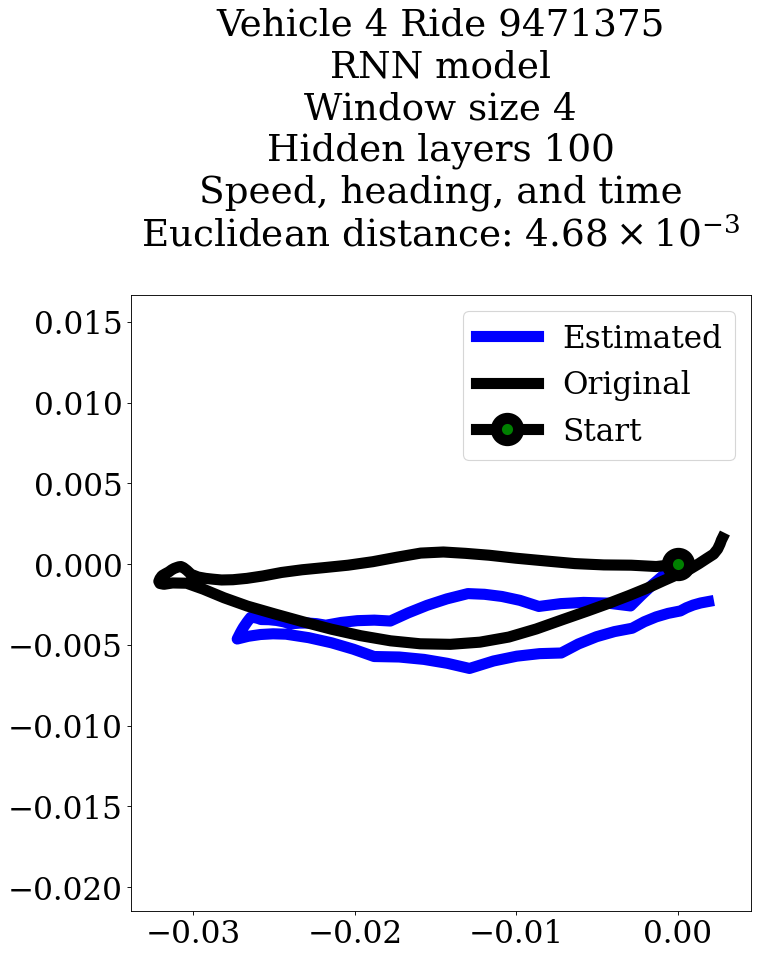 Vehicle 4 Ride 9471375
RNN model
Window size 4
Hidden layers 100
Speed, heading, and time
Euclidean distance: 4.68 × 10⁻³
Estimated
Original
Start
0.015
0.010
0.005
0.000
−0.005
−0.010
−0.015
−0.020
−0.03 −0.02 −0.01 0.00